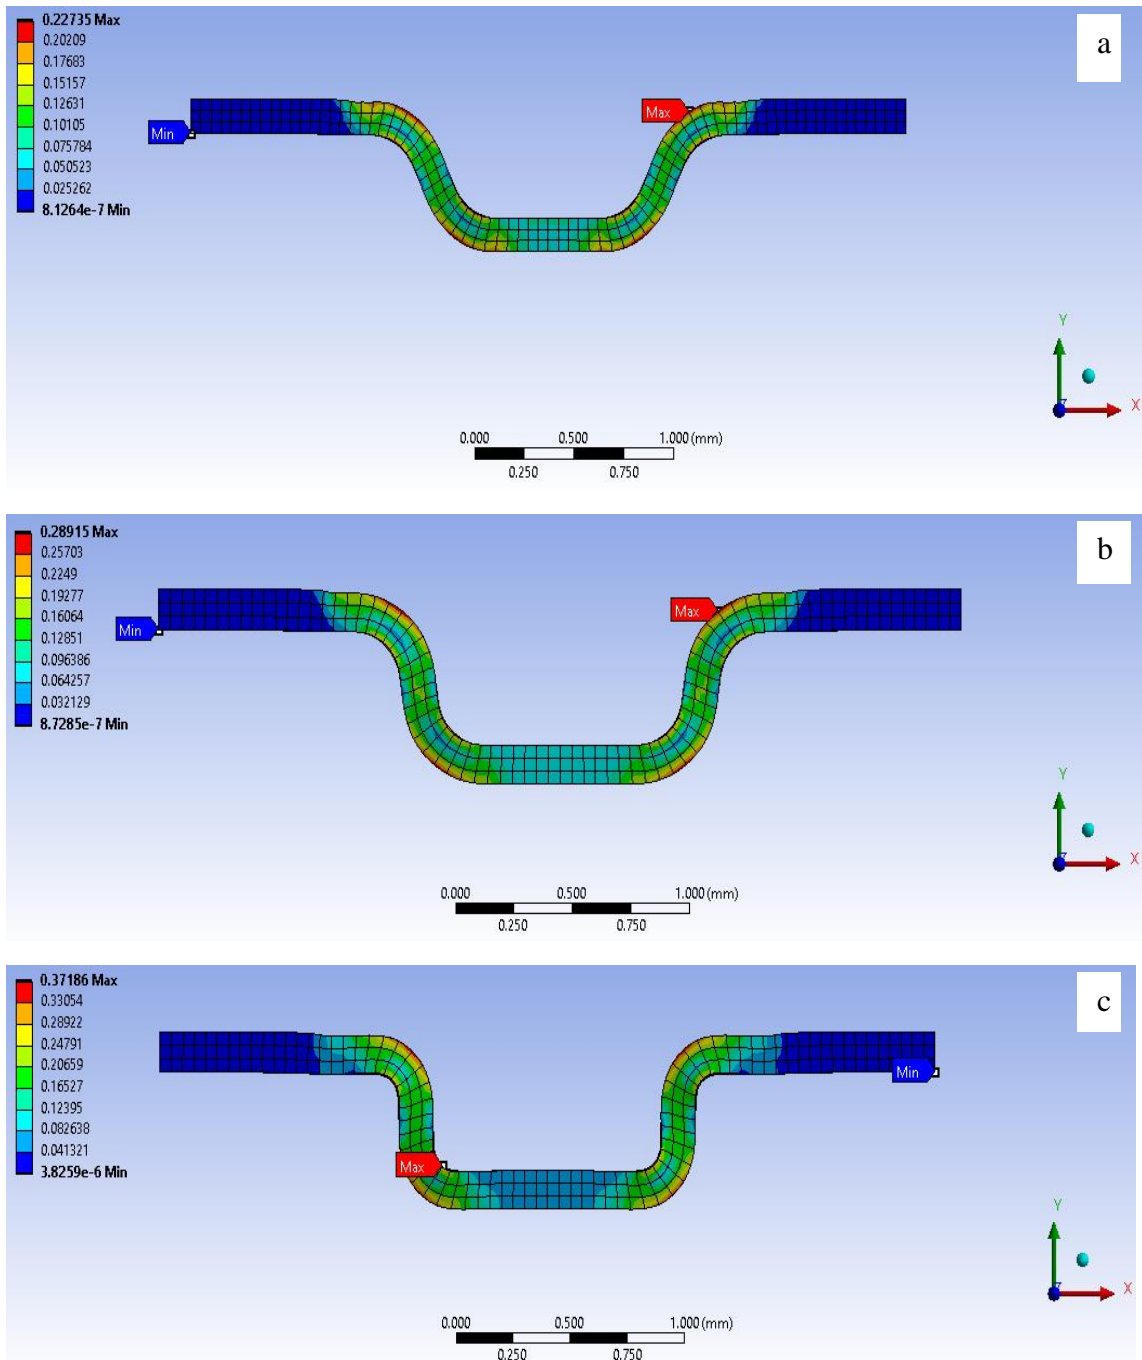 0.22735 Max
0.20209
0.17683
0.15157
0.12631
0.10105
0.075784
0.050523
0.025262
8.1264e-7 Min
a
Min
Max
Y
X
0.000 0.500 1.000 (mm)
0.250 0.750
0.28915 Max
0.25703
0.2249
0.19277
0.16064
0.12851
0.096386
0.064257
0.032129
8.7285e-7 Min
b
Min
Max
Y
X
0.000 0.500 1.000 (mm)
0.250 0.750
0.37186 Max
0.33054
0.28922
0.24791
0.20659
0.16527
0.12395
0.082638
0.041321
3.8259e-6 Min
c
Min
Max
Y
X
0.000 0.500 1.000 (mm)
0.250 0.750